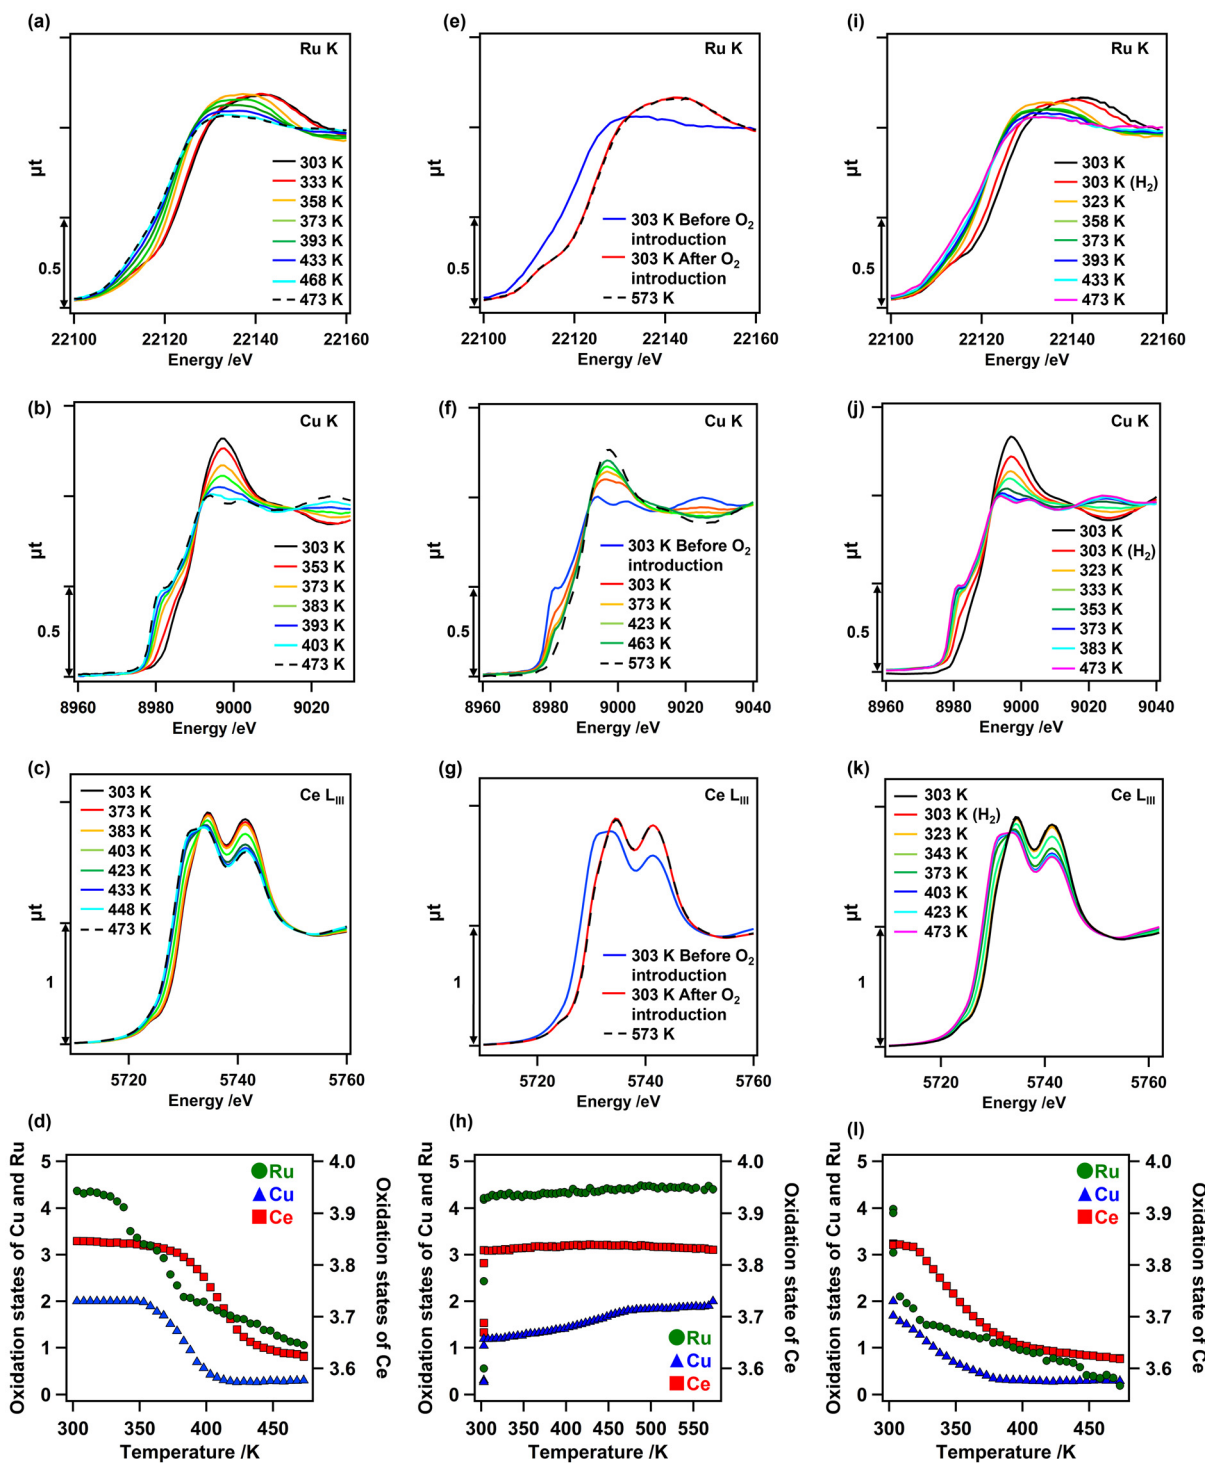 (a)
Ru K
303 K
333 K
358 K
373 K
393 K
433 K
468 K
473 K
µt
0.5
22100 22120 22140 22160
Energy /eV
(e)
Ru K
303 K Before O2
introduction
303 K After O2
introduction
573 K
µt
0.5
22100 22120 22140 22160
Energy /eV
(i)
Ru K
303 K
303 K (H2)
323 K
358 K
373 K
393 K
433 K
473 K
µt
0.5
22100 22120 22140 22160
Energy /eV
(b)
Cu K
303 K
353 K
373 K
383 K
393 K
403 K
473 K
µt
0.5
8960 8980 9000 9020
Energy /eV
(f)
Cu K
303 K Before O2
introduction
303 K
373 K
423 K
463 K
573 K
µt
0.5
8960 8980 9000 9020 9040
Energy /eV
(j)
Cu K
303 K
303 K (H2)
323 K
333 K
353 K
373 K
383 K
473 K
µt
0.5
8960 8980 9000 9020 9040
Energy /eV
(c)
Ce LIII
303 K
373 K
383 K
403 K
423 K
433 K
448 K
473 K
µt
1
5720 5740 5760
Energy /eV
(g)
Ce LIII
303 K Before O2
introduction
303 K After O2
introduction
573 K
µt
1
5720 5740 5760
Energy /eV
(k)
Ce LIII
303 K
303 K (H2)
323 K
343 K
373 K
403 K
423 K
473 K
µt
1
5720 5740 5760
Energy /eV
(d)
Oxidation states of Cu and Ru
5
4
3
2
1
0
Ru
Cu
Ce
4.0
3.9
3.8
3.7
3.6
Oxidation states of Ce
300 350 400 450
Temperature /K
(h)
Oxidation states of Cu and Ru
5
4
3
2
1
0
Ru
Cu
Ce
4.0
3.9
3.8
3.7
3.6
Oxidation state of Ce
300 350 400 450 500 550
Temperature /K
(l)
Oxidation states of Cu and Ru
5
4
3
2
1
0
Ru
Cu
Ce
4.0
3.9
3.8
3.7
3.6
Oxidation state of Ce
300 350 400 450
Temperature /K